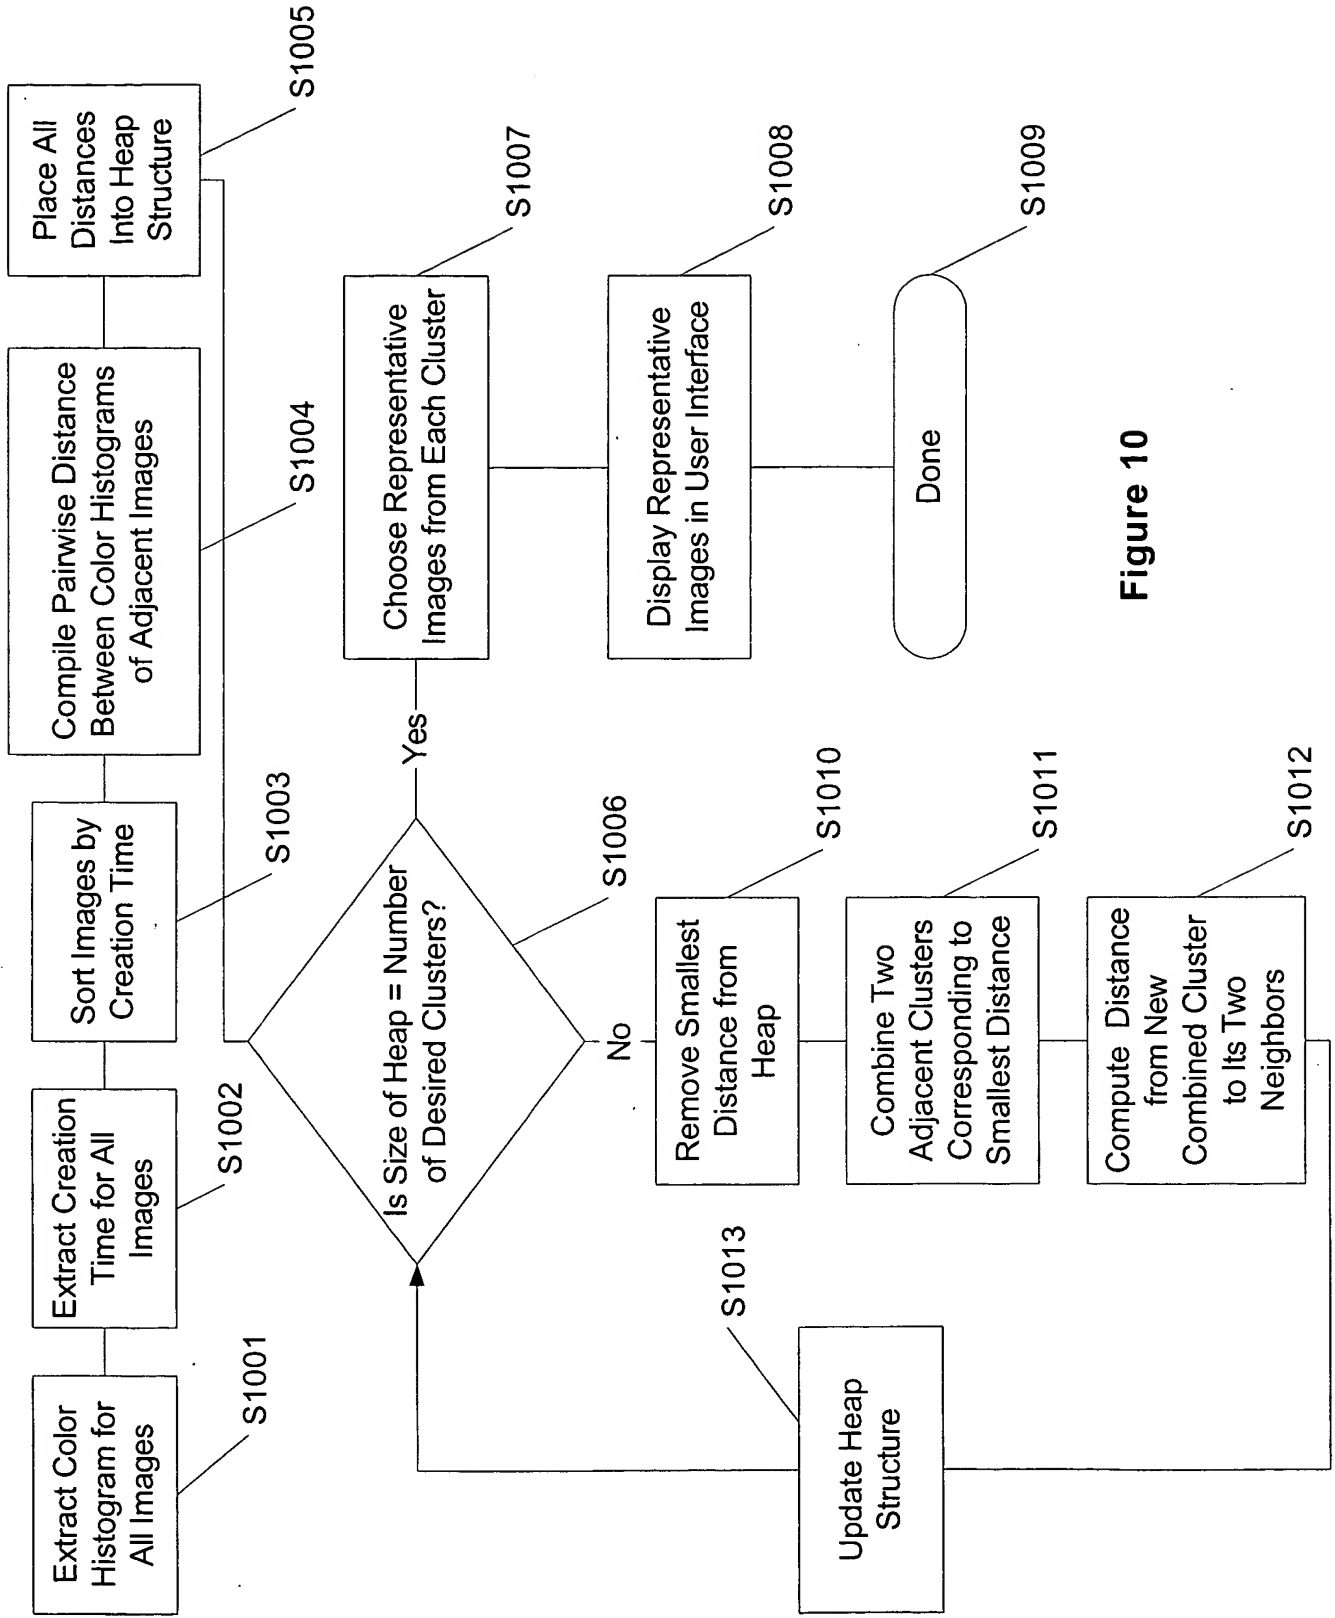 Extract Color
Histogram for
All Images
S1001
Extract Creation
Time for All
Images
S1002
Sort Images by
Creation Time
S1003
Compile Pairwise Distance
Between Color Histograms
of Adjacent Images
S1004
Place All
Distances
Into Heap
Structure
S1005
Is Size of Heap = Number
of Desired Clusters?
S1006
Yes
Choose Representative
Images from Each Cluster
S1007
Display Representative
Images in User Interface
S1008
Done
S1009
No
Remove Smallest
Distance from
Heap
S1010
Combine Two
Adjacent Clusters
Corresponding to
Smallest Distance
S1011
Compute Distance
from New
Combined Cluster
to Its Two
Neighbors
S1012
Update Heap
Structure
S1013
Figure 10